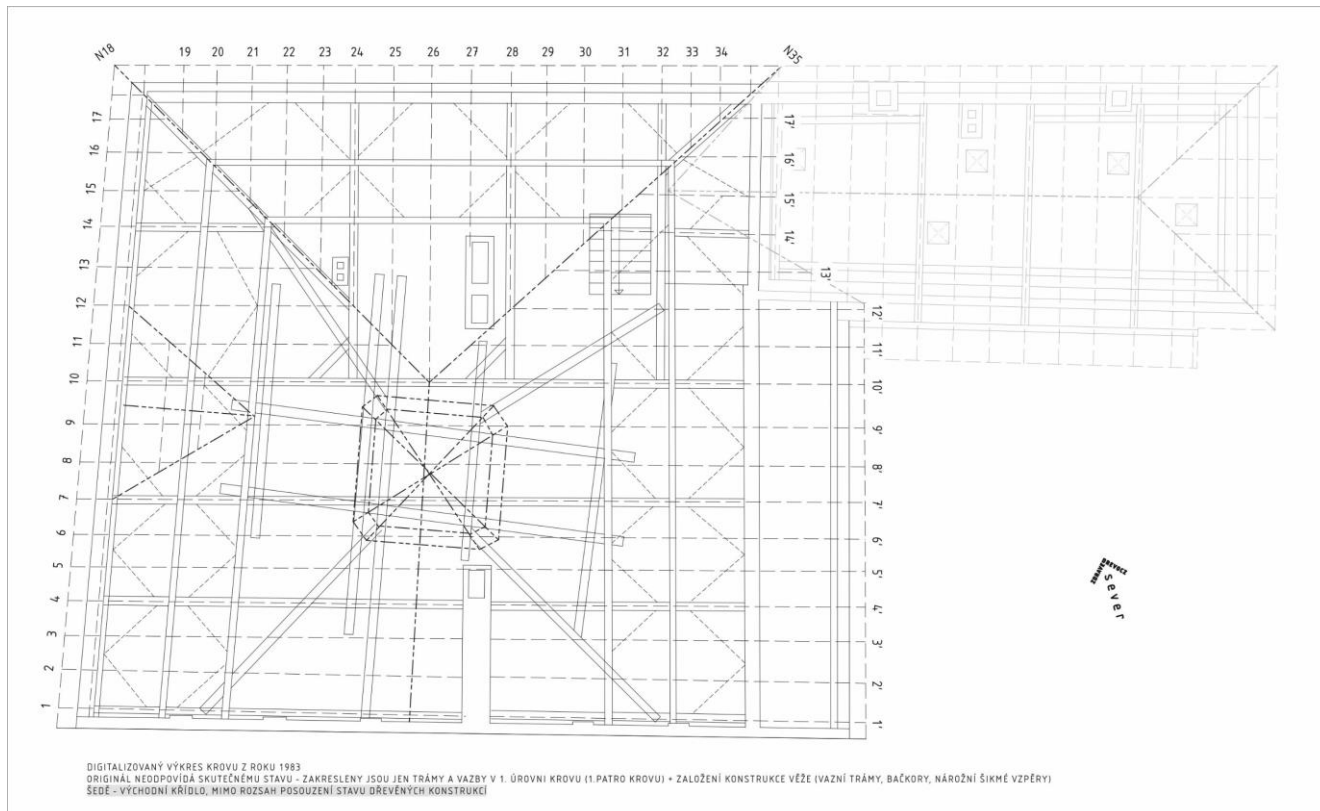 N18 19 20 21 22 23 24 25 26 27 28 29 30 31 32 33 34 N35
17 17'
16 16'
15 15'
14 14'
13 13'
12 12'
11 11'
10 10'
9 9'
8 8'
7 7'
6 6'
5 5'
4 4'
3 3'
2 2'
1 1'
ZDRAVEDREVO.CZ
sever
DIGITALIZOVANÝ VÝKRES KROVU Z ROKU 1983
ORIGINÁL NEODPOVÍDÁ SKUTEČNÉMU STAVU - ZAKRESLENY JSOU JEN TRÁMY A VAZBY V 1. ÚROVNI KROVU (1.PATRO KROVU) + ZALOŽENÍ KONSTRUKCE VĚŽE (VAZNÍ TRÁMY, BAČKORY, NÁROŽNÍ ŠIKMÉ VZPĚRY)
ŠEDĚ - VÝCHODNÍ KŘÍDLO, MIMO ROZSAH POSOUZENÍ STAVU DŘEVĚNÝCH KONSTRUKCÍ